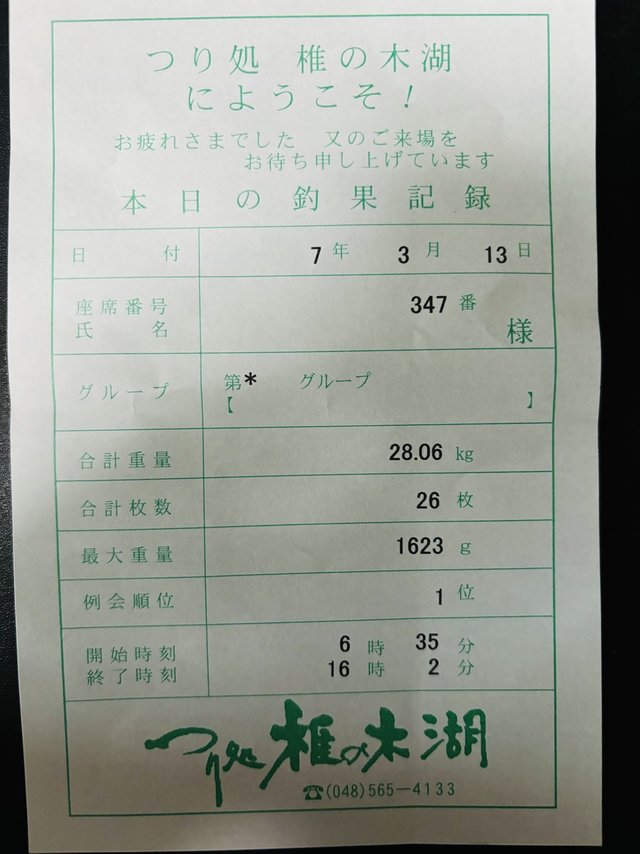 つり処 椎の木湖
にようこそ！
お疲れさまでした 又のご来場を
お待ち申し上げています
本日の釣果記録
日付 7年 3月 13日
座席番号 347番
氏名 様
グループ 第* グループ
【 】
合計重量 28.06 kg
合計枚数 26 枚
最大重量 1623 g
例会順位 1 位
開始時刻 6 時 35 分
終了時刻 16 時 2 分
つり処 椎の木湖
☎(048)565-4133